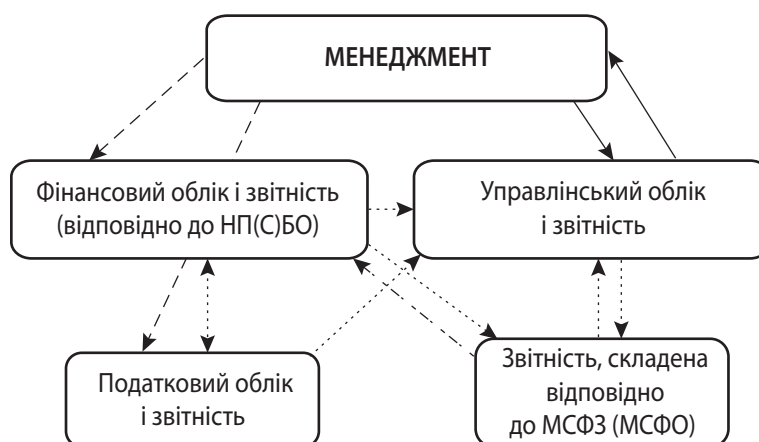 МЕНЕДЖМЕНТ
Фінансовий облік і звітність
(відповідно до НП(С)БО)
Управлінський облік
і звітність
Податковий облік
і звітність
Звітність, складена
відповідно
до МСФЗ (МСФО)